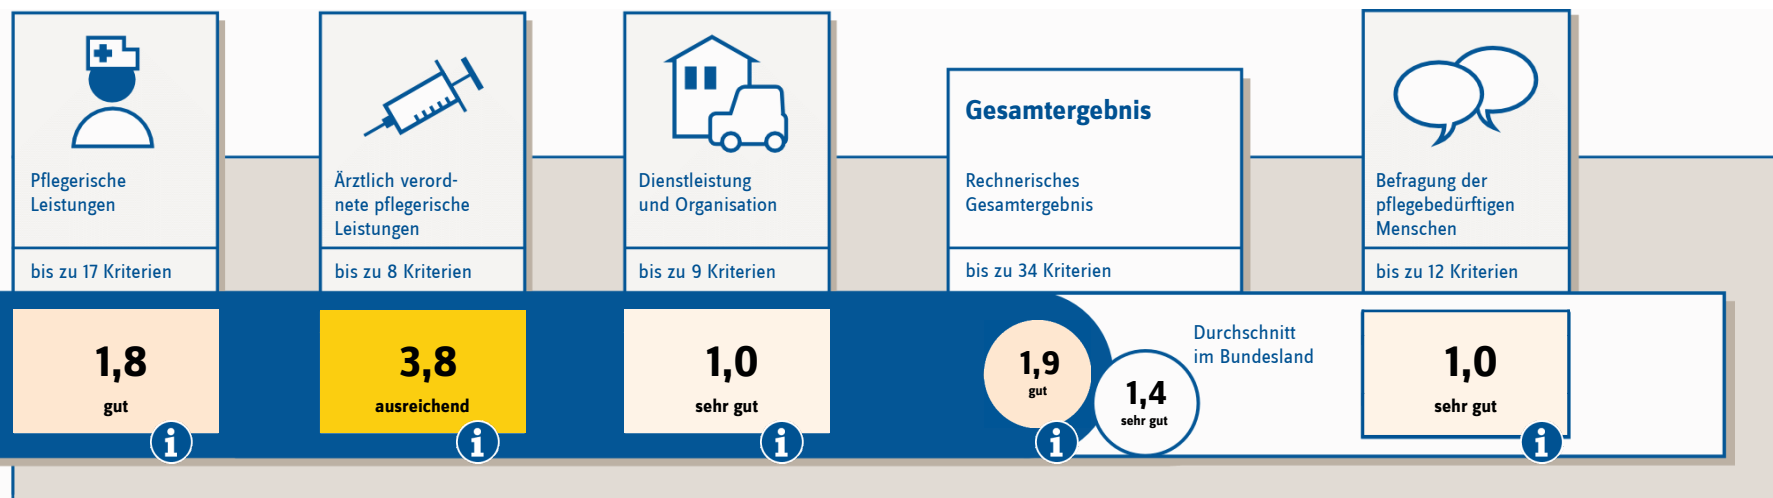 Pflegerische
Leistungen
bis zu 17 Kriterien
1,8
gut
i
Ärztlich verord-
nete pflegerische
Leistungen
bis zu 8 Kriterien
3,8
ausreichend
i
Dienstleistung
und Organisation
bis zu 9 Kriterien
1,0
sehr gut
i
Gesamtergebnis
Rechnerisches
Gesamtergebnis
bis zu 34 Kriterien
1,9
gut
i
1,4
sehr gut
Durchschnitt
im Bundesland
Befragung der
pflegebedürftigen
Menschen
bis zu 12 Kriterien
1,0
sehr gut
i